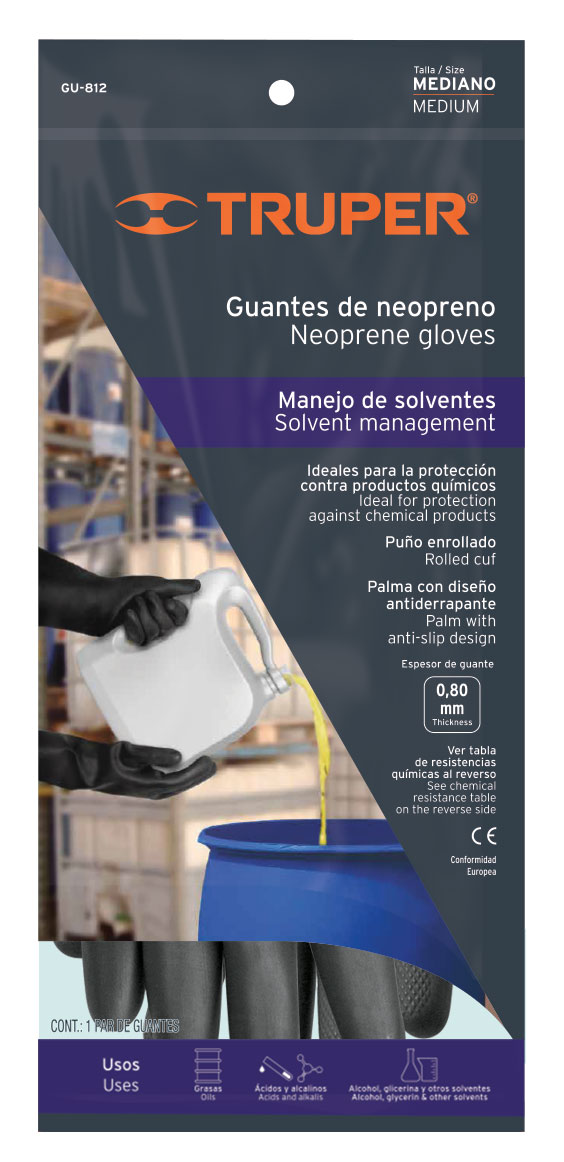 GU-812
Talla / Size
MEDIANO
MEDIUM
TRUPER®
Guantes de neopreno
Neoprene gloves
Manejo de solventes
Solvent management
Ideales para la protección
contra productos químicos
Ideal for protection
against chemical products
Puño enrollado
Rolled cuf
Palma con diseño
antiderrapante
Palm with
anti-slip design
Espesor de guante
0,80
mm
Thickness
Ver tabla
de resistencias
químicas al reverso
See chemical
resistance table
on the reverse side
CE
Conformidad
Europea
CONT.: 1 PAR DE GUANTES
Usos
Uses
Grasas
Oils
Ácidos y alcalinos
Acids and alkalis
Alcohol, glicerina y otros solventes
Alcohol, glycerin & other solvents